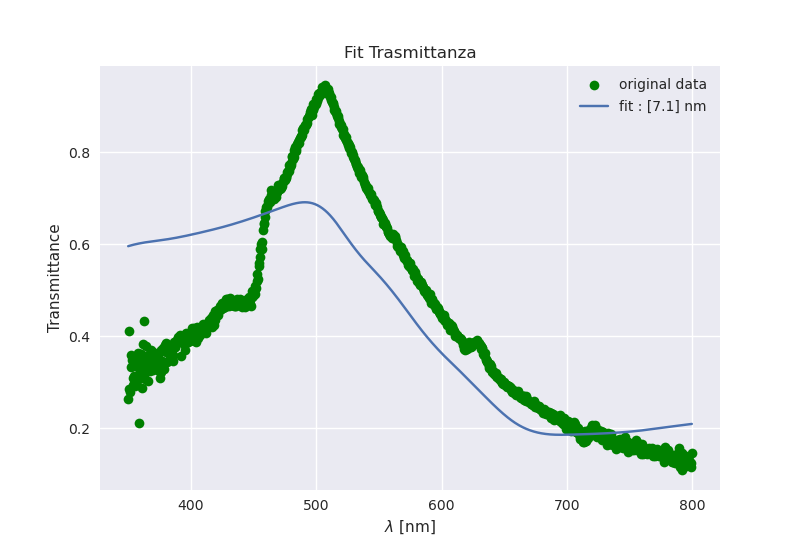 Fit Trasmittanza
original data
fit : [7.1] nm
Transmittance
0.8
0.6
0.4
0.2
400 500 600 700 800
λ [nm]